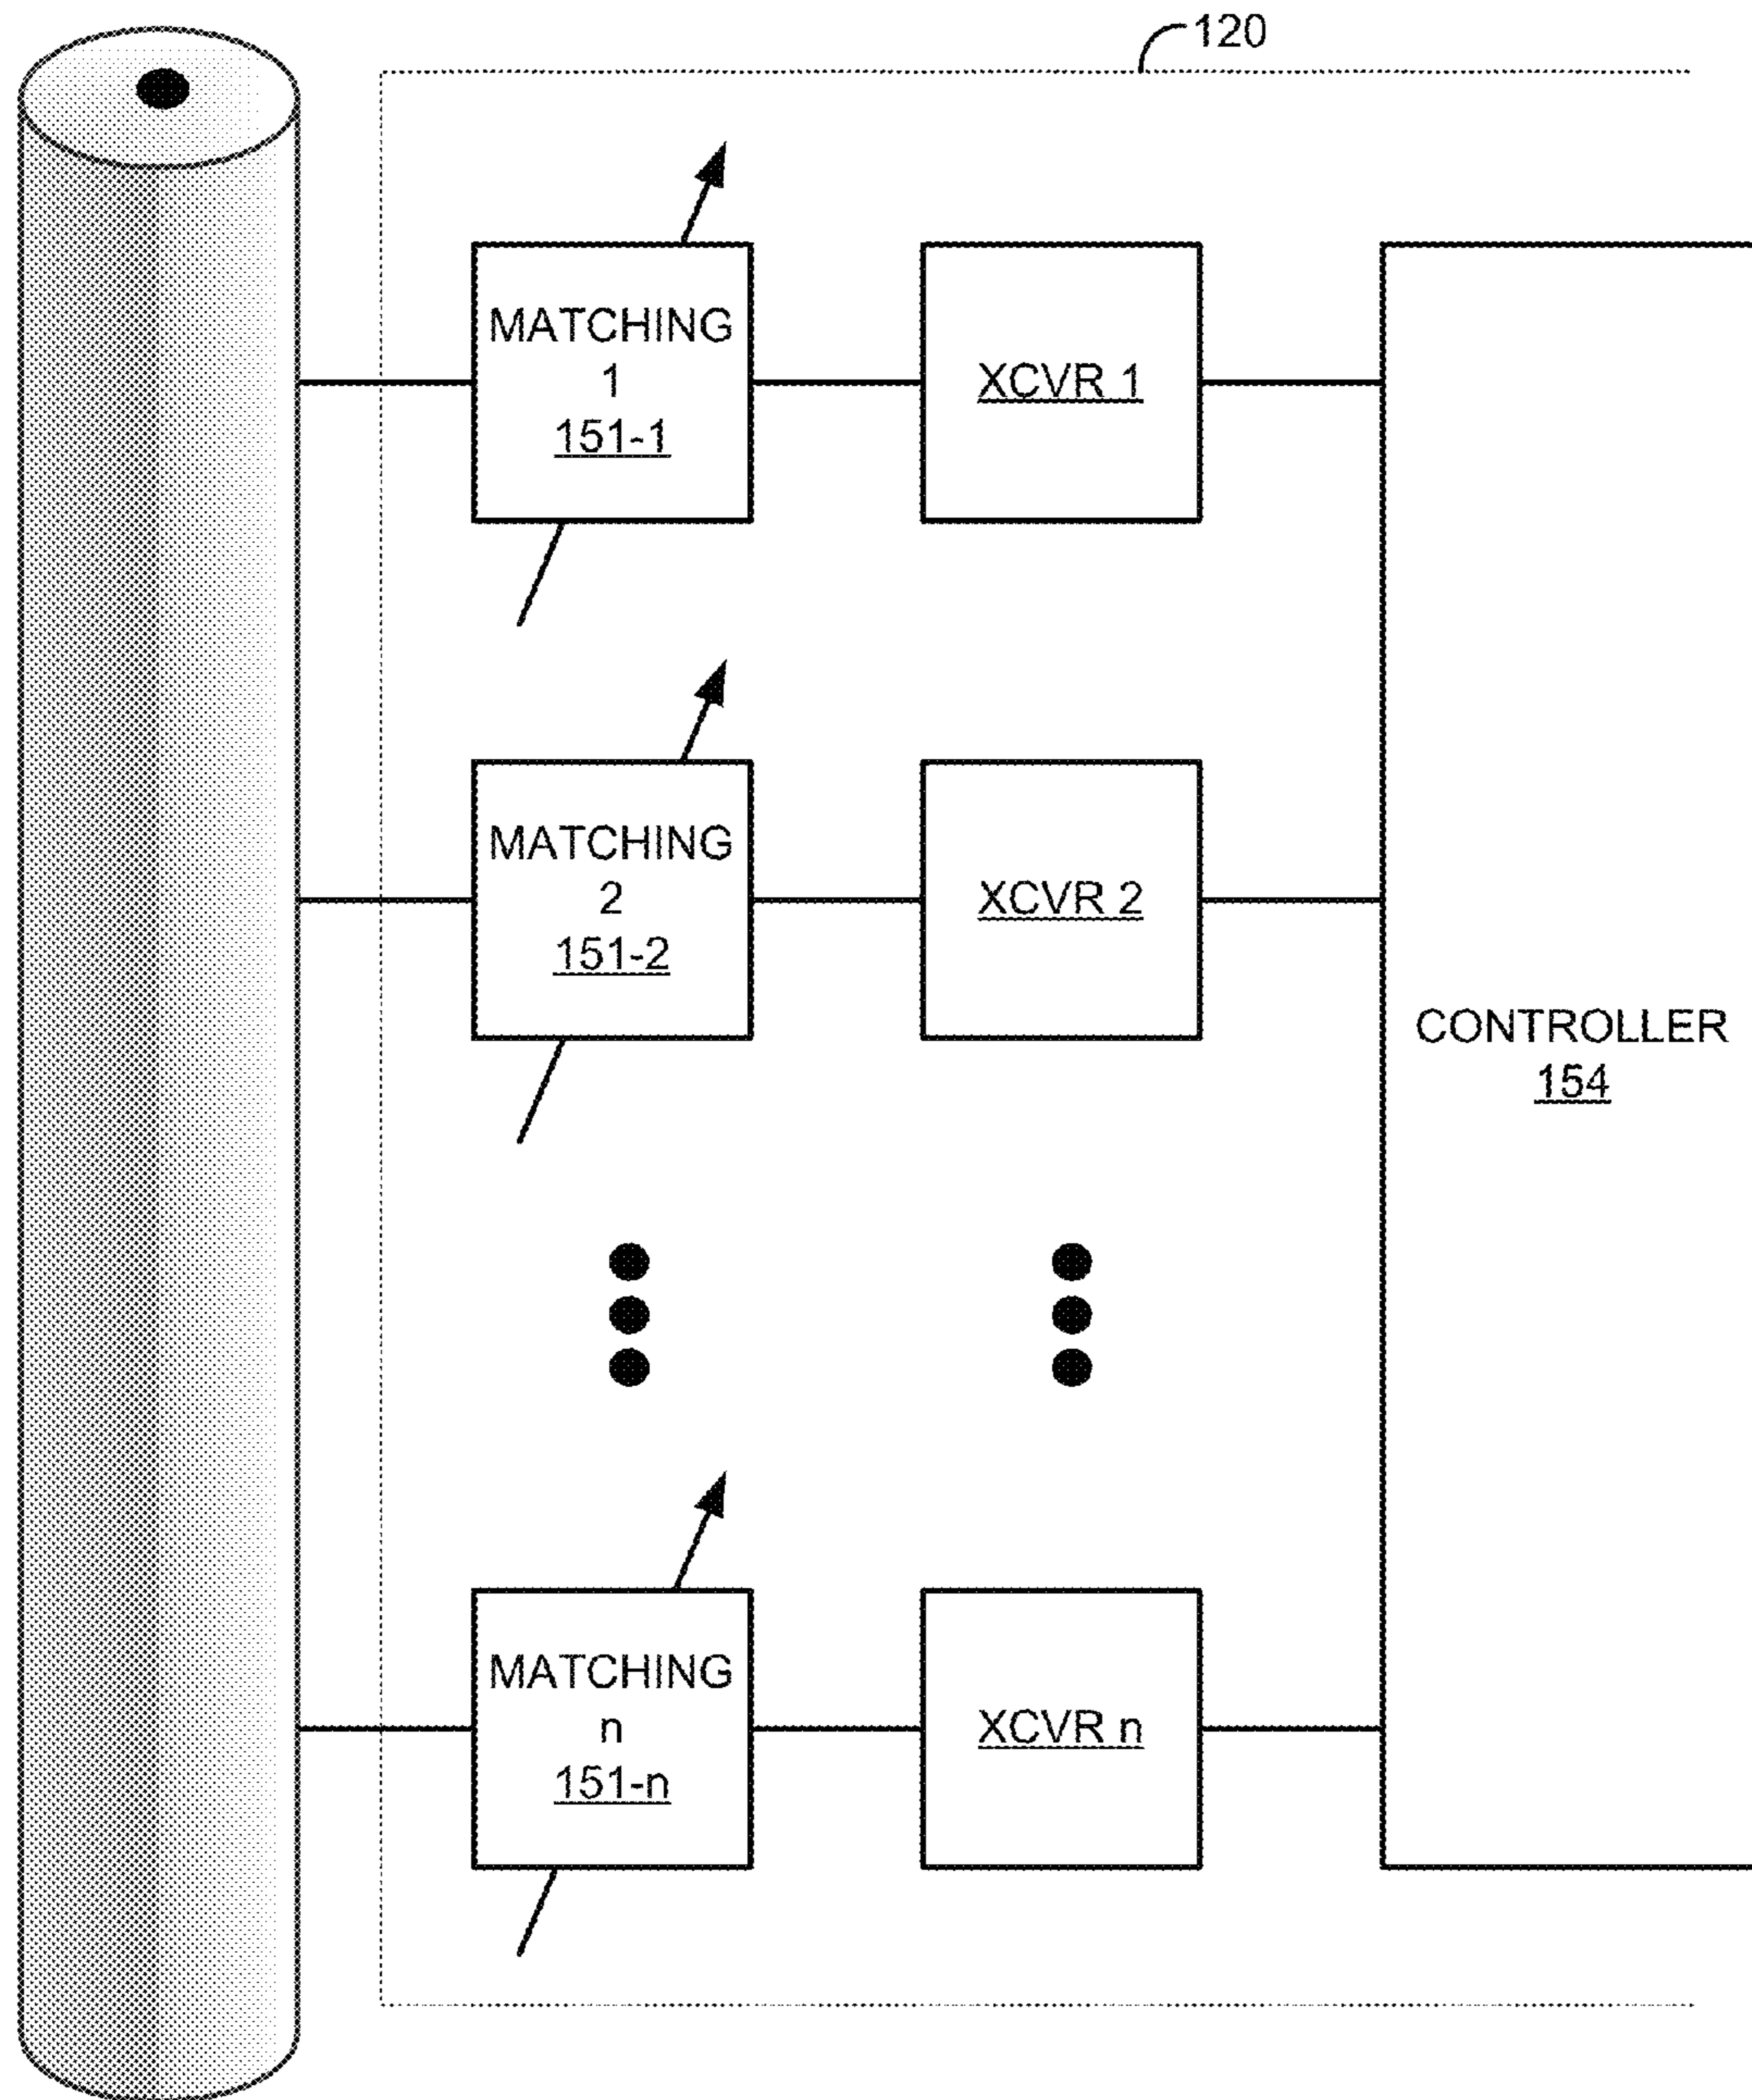 120
MATCHING
1
151-1
XCVR 1
MATCHING
2
151-2
XCVR 2
CONTROLLER
154
MATCHING
n
151-n
XCVR n